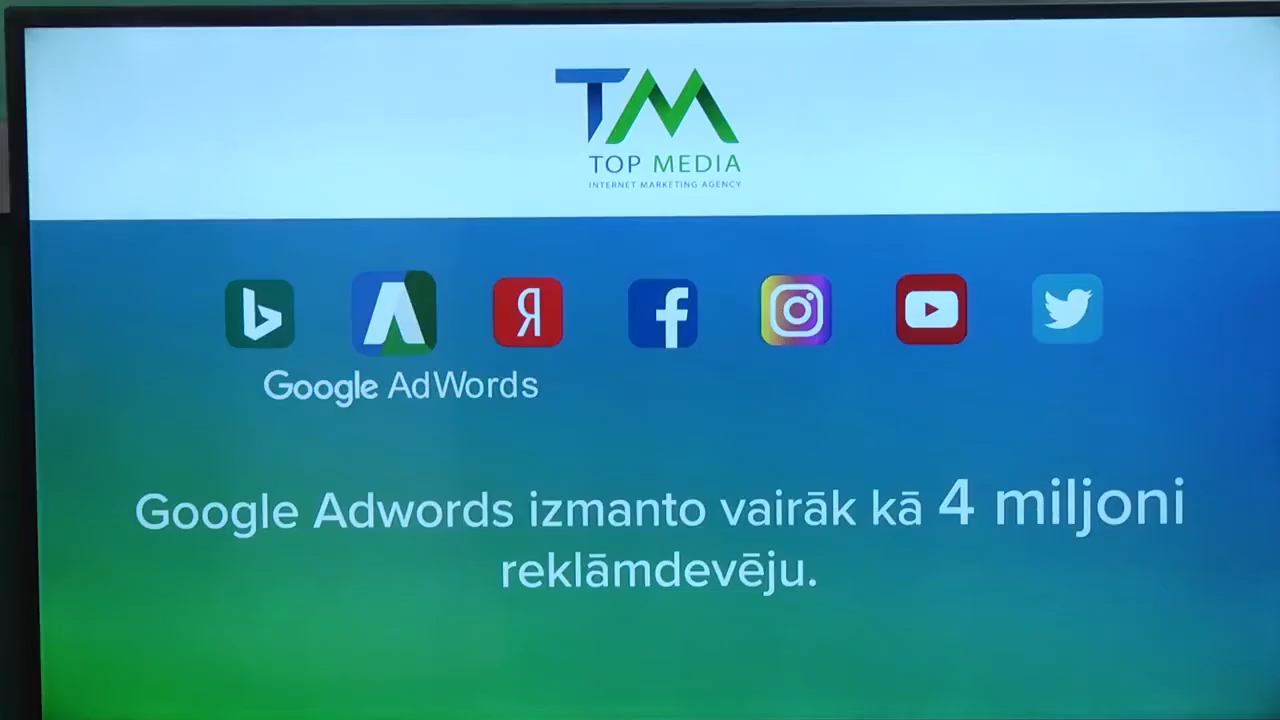 TM
TOP MEDIA
INTERNET MARKETING AGENCY
b
A
Я
f
Google AdWords
Google Adwords izmanto vairāk kā 4 miljoni
reklāmdevēju.